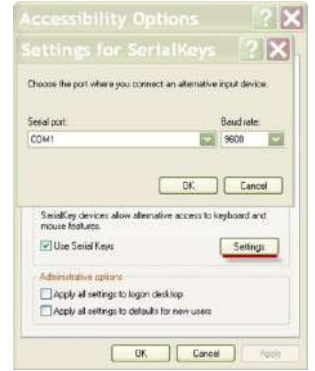 Accessibility Options
Settings for SerialKeys
Choose the port where you connect an alternative input device.
Serial port:
Baud rate:
COM1
9600
OK
Cancel
SerialKey devices allow alternative access to keyboard and
mouse features.
Use Serial Keys
Settings
Administrative options
Apply all settings to logon desktop
Apply all settings to defaults for new users
OK
Cancel
Apply